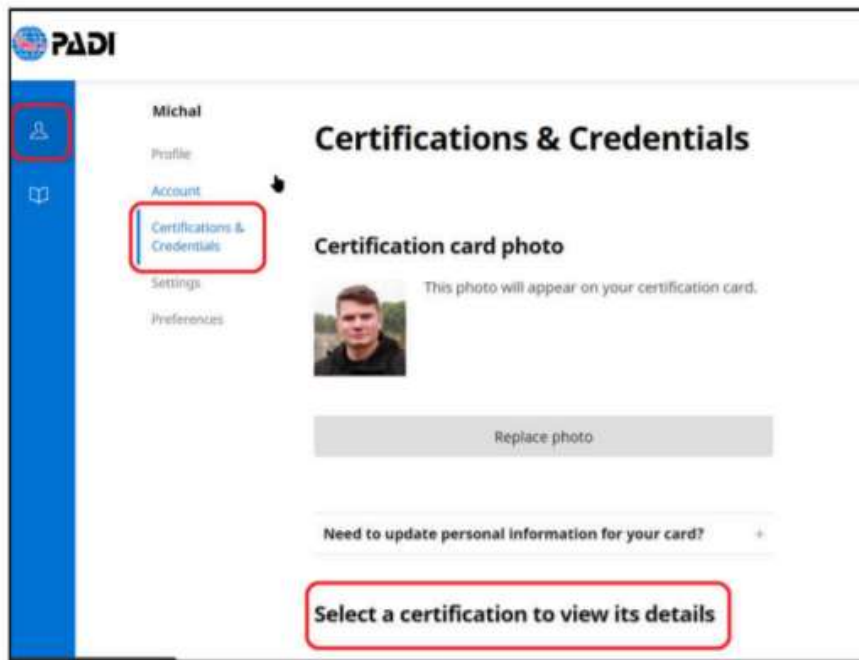 PADI
Michal
Profile
Account
Certifications &
Credentials
Settings
Preferences
Certifications & Credentials
Certification card photo
This photo will appear on your certification card.
Replace photo
Need to update personal information for your card? +
Select a certification to view its details